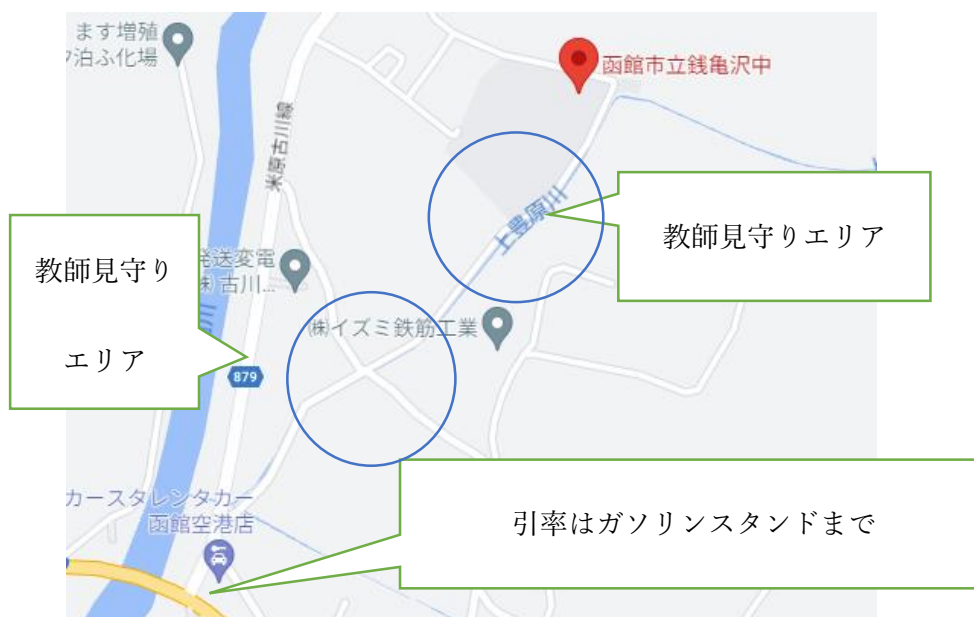 ます増殖
泊ふ化場
函館市立銭亀沢中
米原古川線
上豊原川
教師見守りエリア
教師見守り
エリア
発送変電
古川...
川
㈱イズミ鉄筋工業
879
カースタレンタカー
函館空港店
引率はガソリンスタンドまで